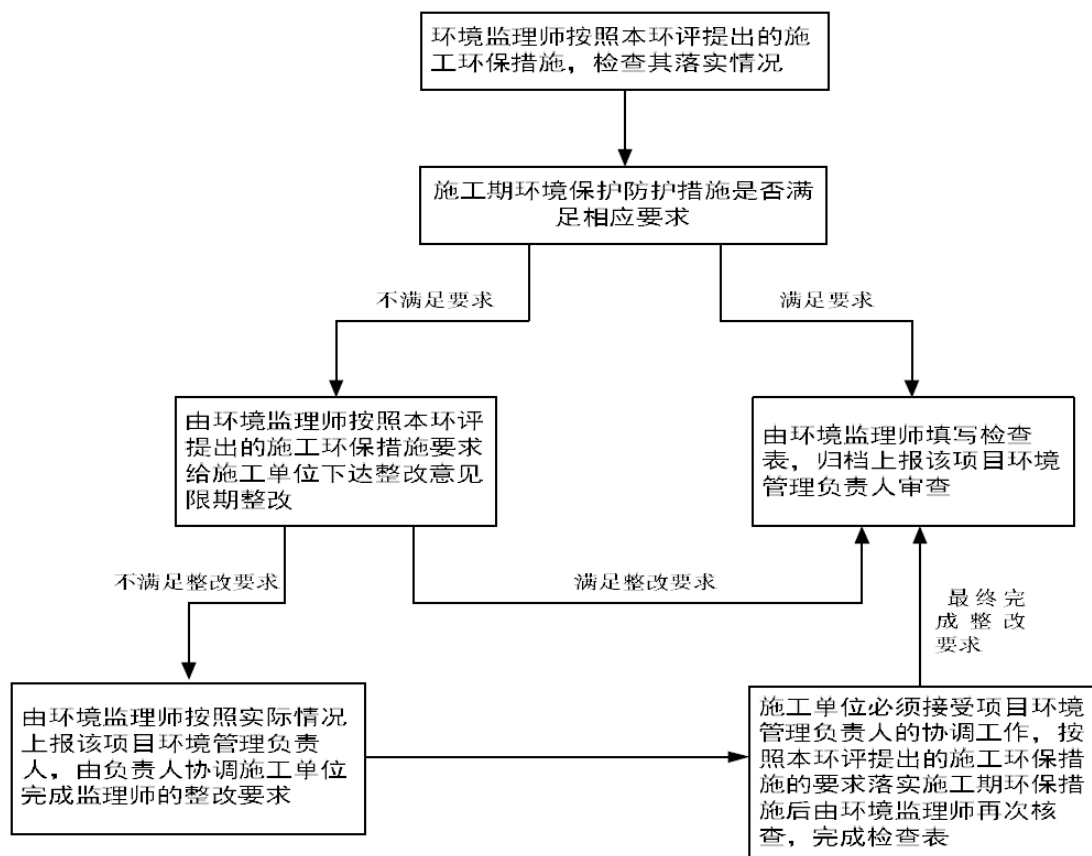 环境监理师按照本环评提出的施
工环保措施，检查其落实情况
施工期环境保护防护措施是否满
足相应要求
不满足要求
满足要求
由环境监理师按照本环评
提出的施工环保措施要求
给施工单位下达整改意见
限期整改
由环境监理师填写检查
表，归档上报该项目环境
管理负责人审查
不满足整改要求
满足整改要求
最终完
成整改
要求
由环境监理师按照实际情况
上报该项目环境管理负责
人，由负责人协调施工单位
完成监理师的整改要求
施工单位必须接受项目环境
管理负责人的协调工作，按
照本环评提出的施工环保措
施的要求落实施工期环保措
施后由环境监理师再次核
查，完成检查表